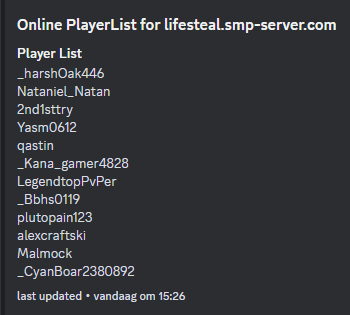 Online PlayerList for lifesteal.smp-server.com
Player List
_harshOak446
Nataniel_Natan
2nd1sttry
Yasm0612
qastin
_Kana_gamer4828
LegendtopPvPer
_Bbhs0119
plutopain123
alexcraftski
Malmock
_CyanBoar2380892
last updated • vandaag om 15:26